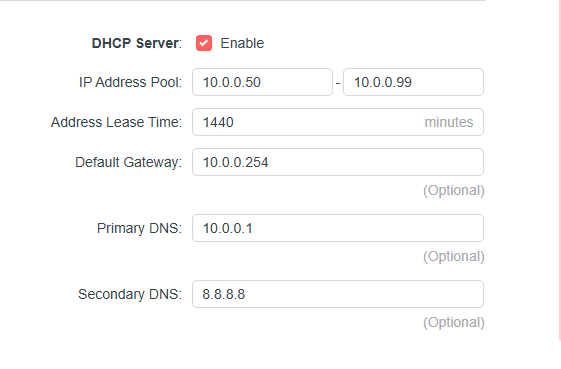 DHCP Server: Enable
IP Address Pool: 10.0.0.50 - 10.0.0.99
Address Lease Time: 1440 minutes
Default Gateway: 10.0.0.254
(Optional)
Primary DNS: 10.0.0.1
(Optional)
Secondary DNS: 8.8.8.8
(Optional)